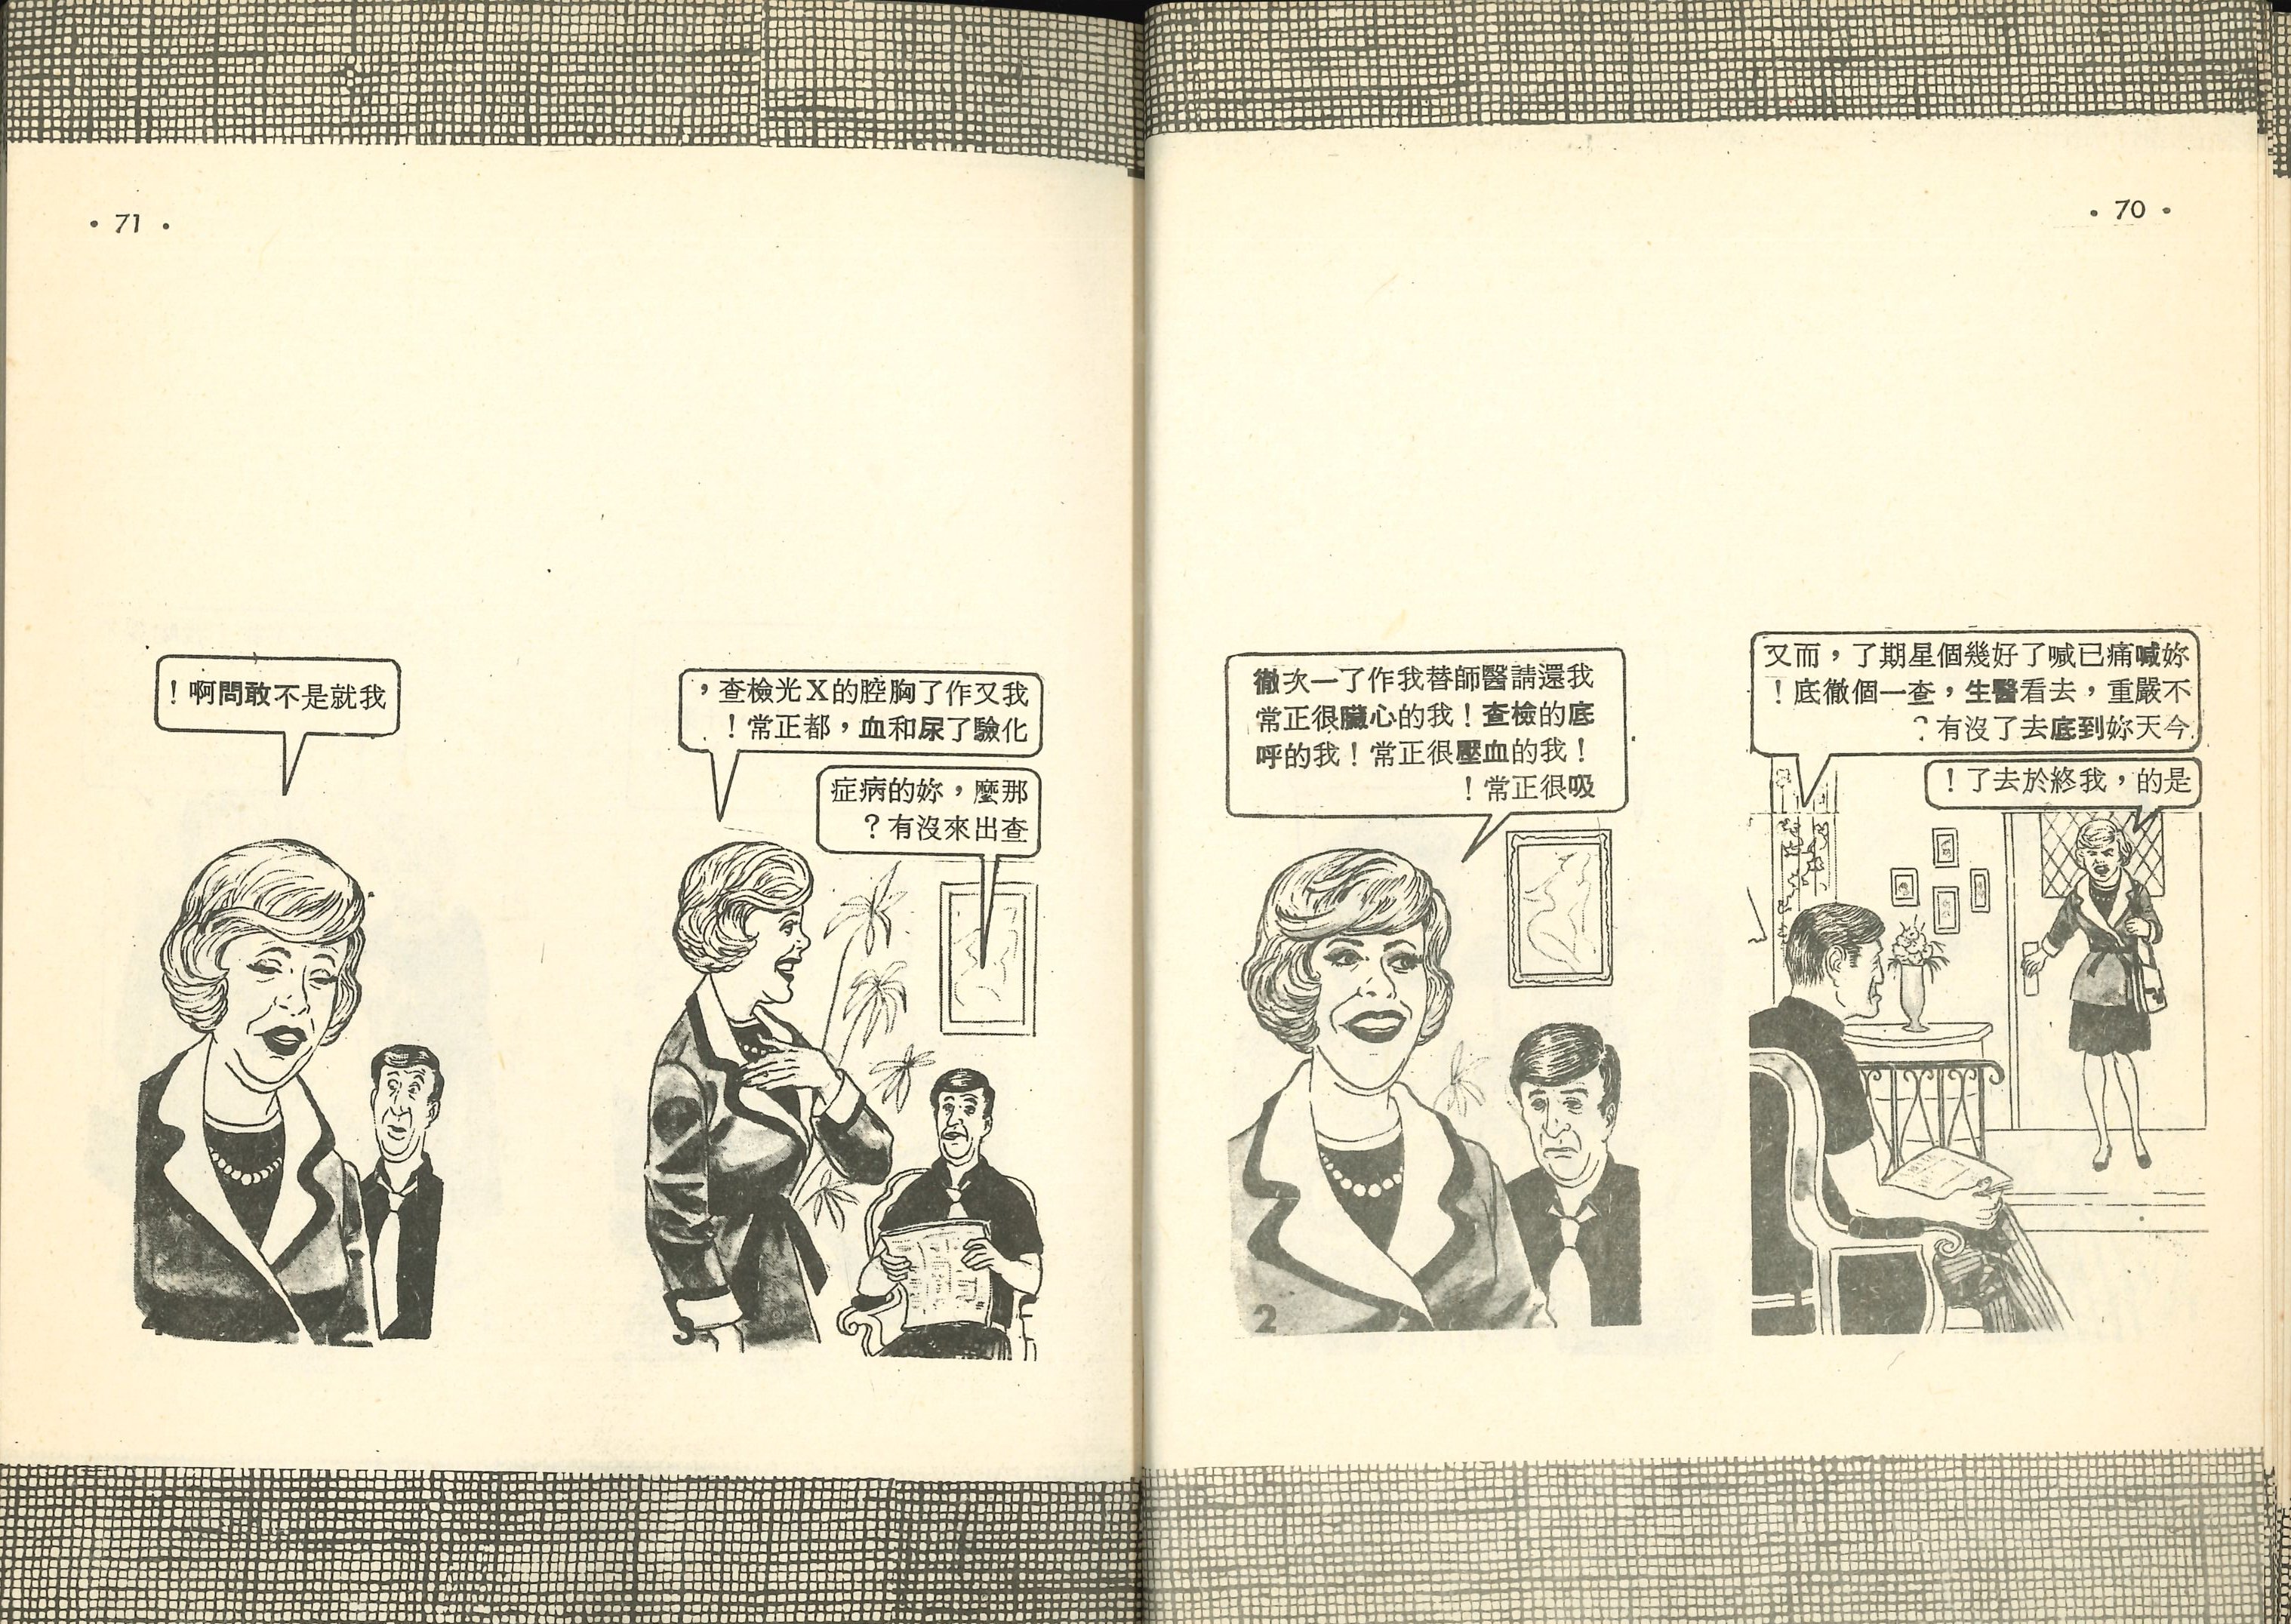 70
妳喊痛已喊了好幾個星期了，而又
不嚴重，去看醫生，查一個徹底！
今天妳到底去了沒有？
是的，我終於去了！
我還請醫師替我作了一次徹
底的檢查！我的心臟很正常
！我的血壓很正常！我的呼
吸很正常！
2
71
我又作了胸腔的X光檢查，
化驗了尿和血，都正常！
那麼，妳的病症
查出來沒有？
3
我就是不敢問啊！